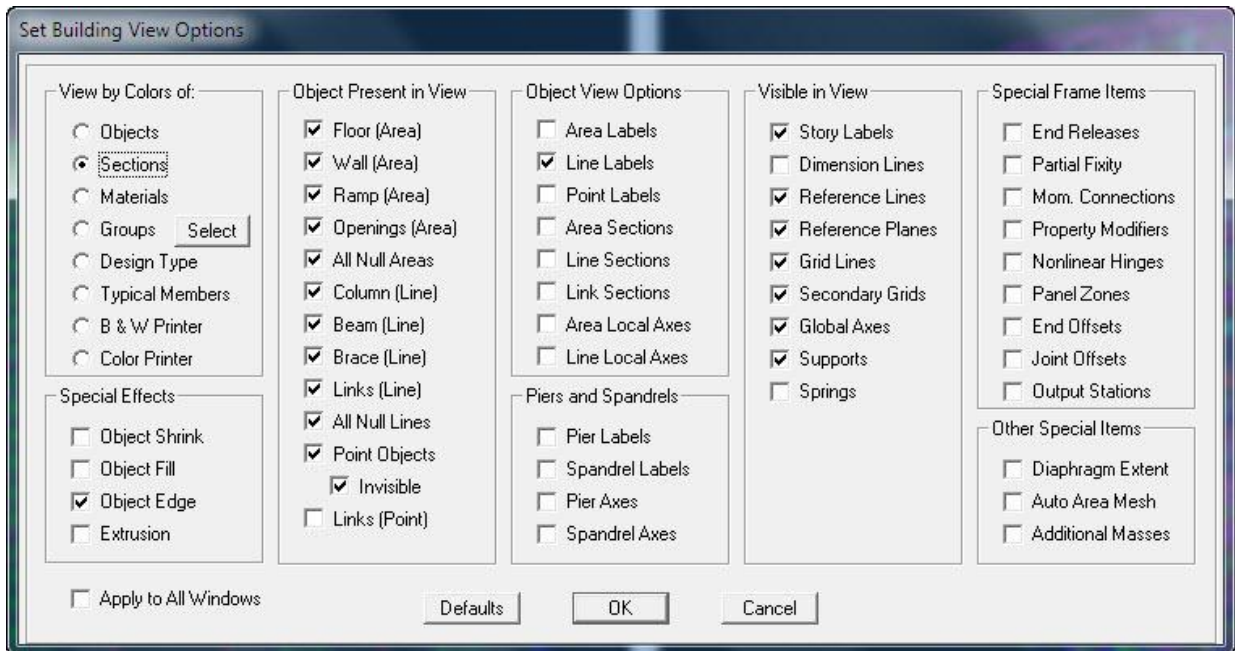 Set Building View Options
View by Colors of:
Objects
Sections
Materials
Groups
Select
Design Type
Typical Members
B & W Printer
Color Printer
Special Effects
Object Shrink
Object Fill
Object Edge
Extrusion
Apply to All Windows
Object Present in View
Floor (Area)
Wall (Area)
Ramp (Area)
Openings (Area)
All Null Areas
Column (Line)
Beam (Line)
Brace (Line)
Links (Line)
All Null Lines
Point Objects
Invisible
Links (Point)
Object View Options
Area Labels
Line Labels
Point Labels
Area Sections
Line Sections
Link Sections
Area Local Axes
Line Local Axes
Piers and Spandrels
Pier Labels
Spandrel Labels
Pier Axes
Spandrel Axes
Visible in View
Story Labels
Dimension Lines
Reference Lines
Reference Planes
Grid Lines
Secondary Grids
Global Axes
Supports
Springs
Special Frame Items
End Releases
Partial Fixity
Mom. Connections
Property Modifiers
Nonlinear Hinges
Panel Zones
End Offsets
Joint Offsets
Output Stations
Other Special Items
Diaphragm Extent
Auto Area Mesh
Additional Masses
Defaults
OK
Cancel